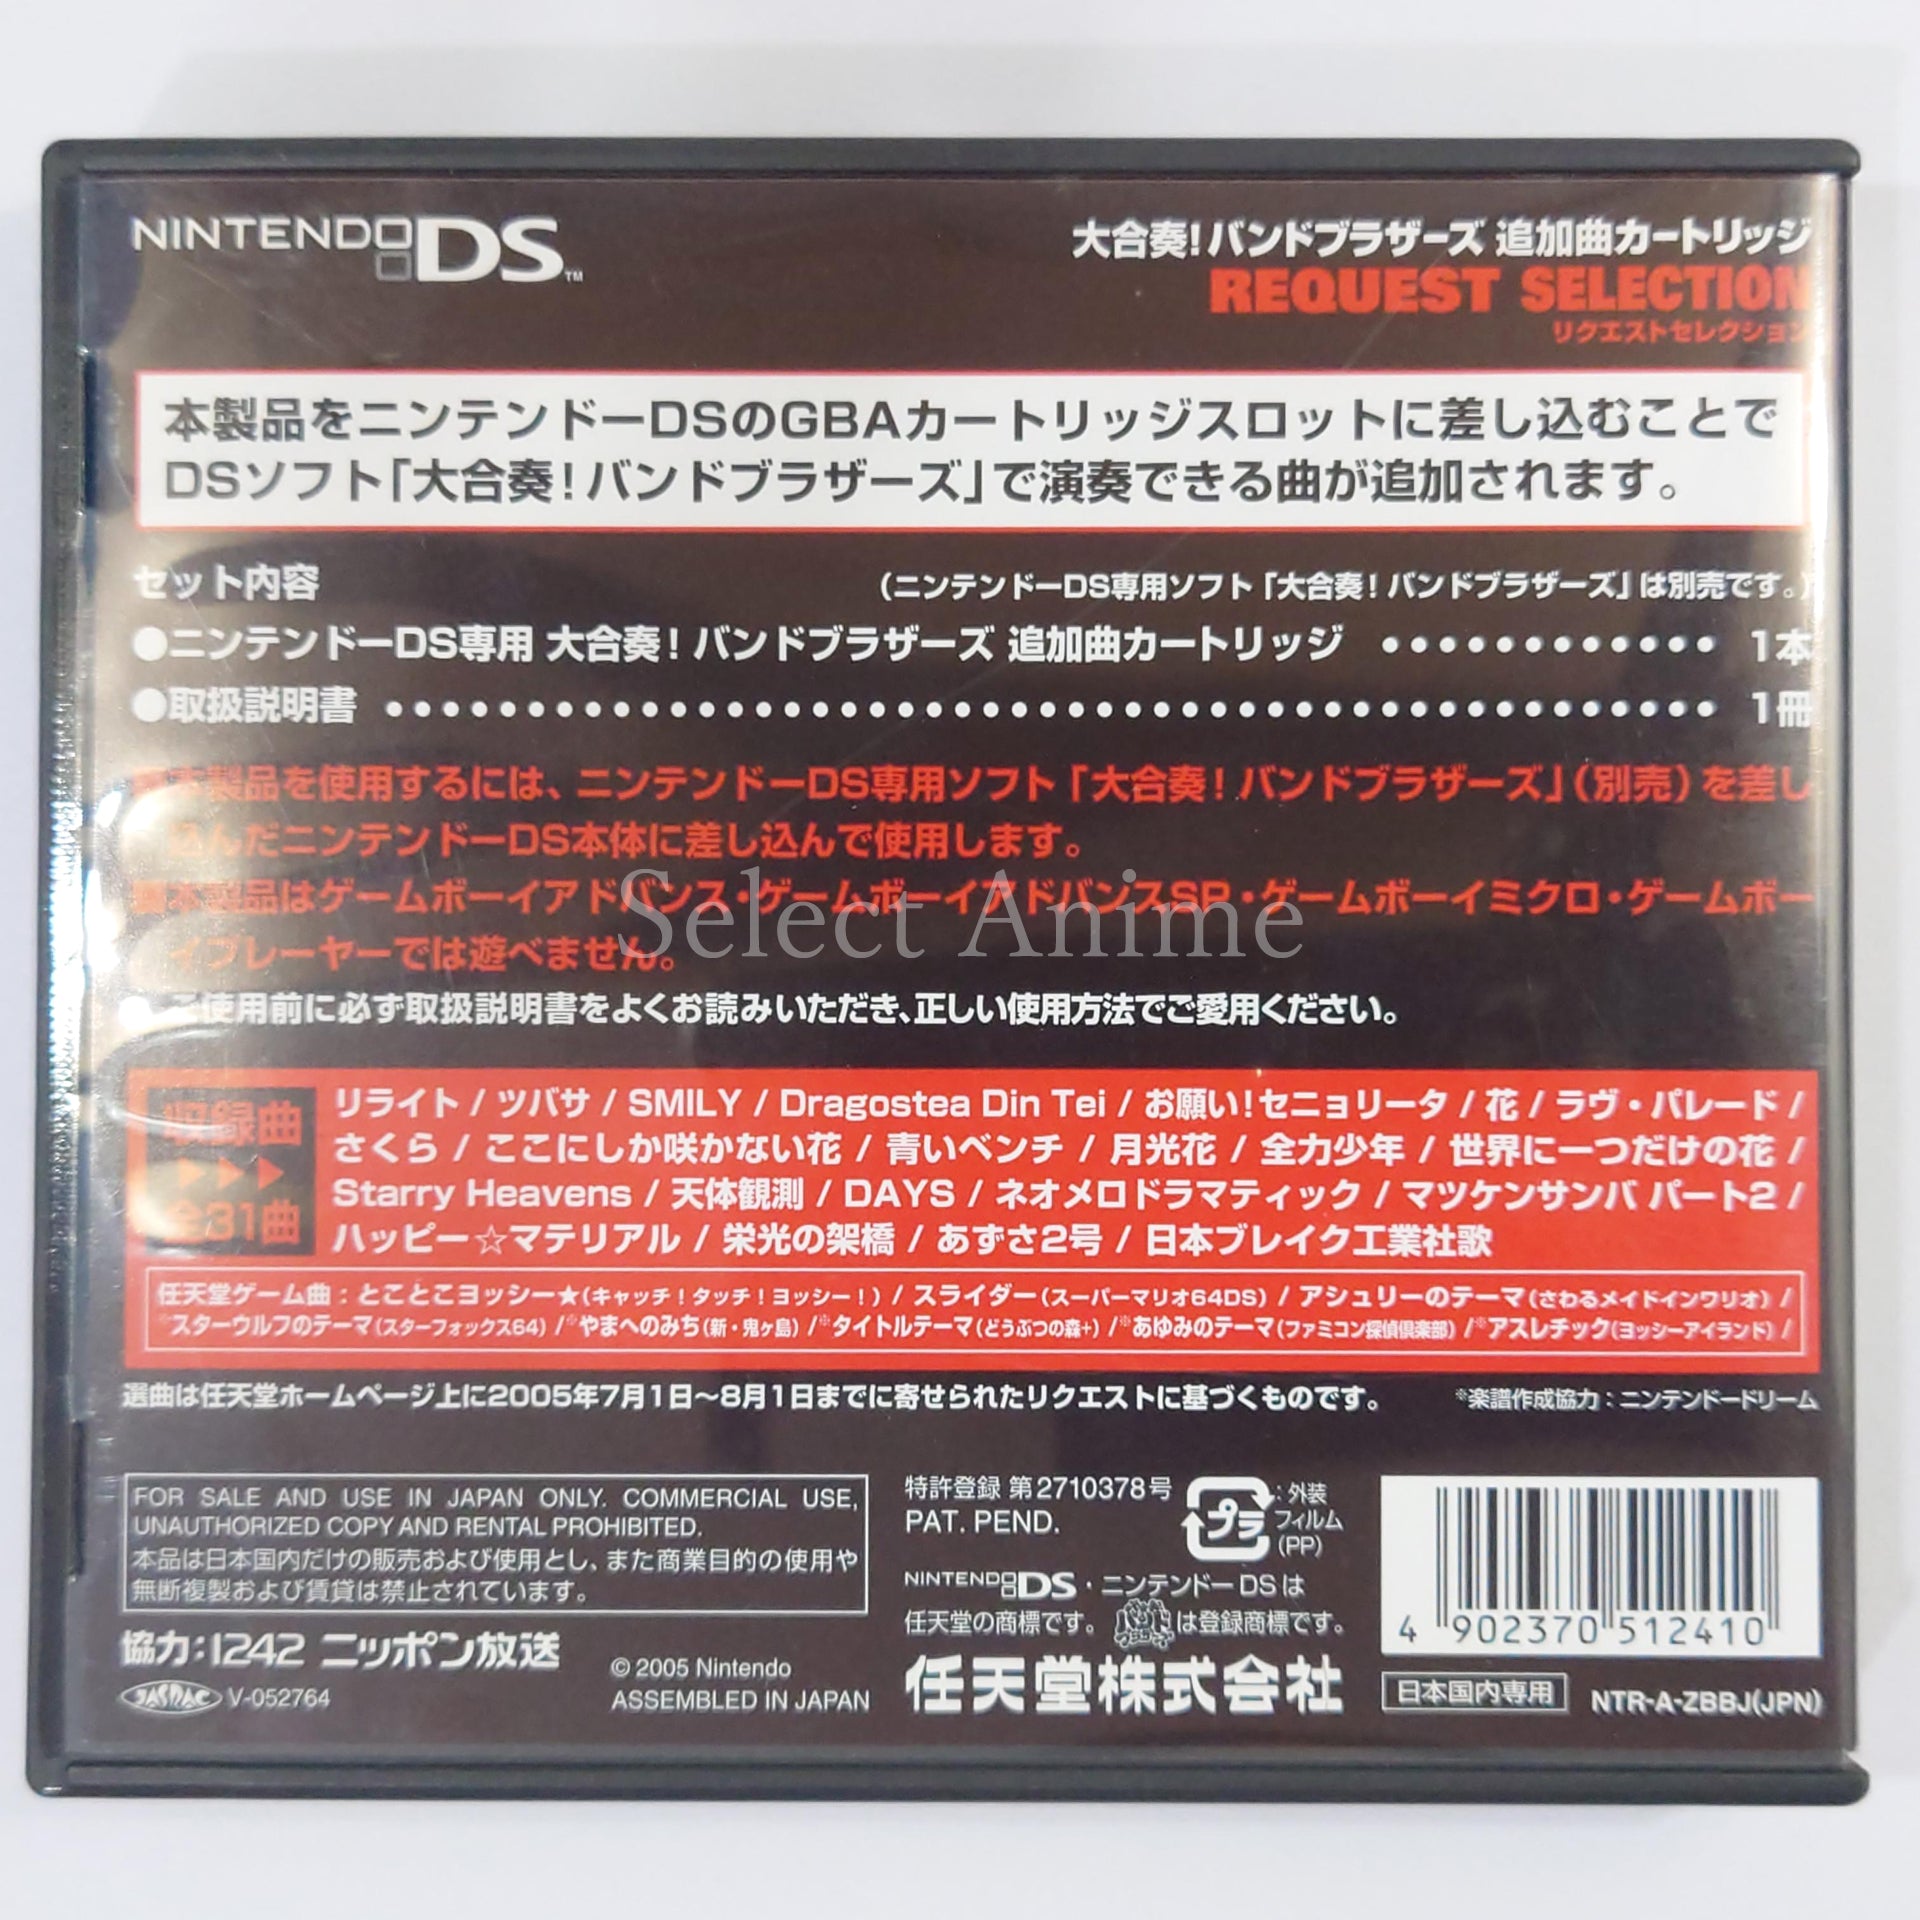 NINTENDO DS™
大合奏!バンドブラザーズ 追加曲カートリッジ
REQUEST SELECTION
リクエストセレクション
本製品をニンテンドーDSのGBAカートリッジスロットに差し込むことで
DSソフト「大合奏!バンドブラザーズ」で演奏できる曲が追加されます。
セット内容 (ニンテンドーDS専用ソフト「大合奏!バンドブラザーズ」は別売です。)
●ニンテンドーDS専用 大合奏!バンドブラザーズ 追加曲カートリッジ ・・・・・・・・・・・・ 1本
●取扱説明書 ・・・・・・・・・・・・・・・・・・・・・・・・・・・・・・・・・・・・・・・・・・・・・・・ 1冊
■本製品を使用するには、ニンテンドーDS専用ソフト「大合奏!バンドブラザーズ」(別売)を差し
込んだニンテンドーDS本体に差し込んで使用します。
■本製品はゲームボーイアドバンス・ゲームボーイアドバンスSP・ゲームボーイミクロ・ゲームボー
イプレーヤーでは遊べません。
Select Anime
●ご使用前に必ず取扱説明書をよくお読みいただき、正しい使用方法でご愛用ください。
収録曲
▶▶▶
全31曲
リライト / ツバサ / SMILY / Dragostea Din Tei / お願い!セニョリータ / 花 / ラヴ・パレード /
さくら / ここにしか咲かない花 / 青いベンチ / 月光花 / 全力少年 / 世界に一つだけの花 /
Starry Heavens / 天体観測 / DAYS / ネオメロドラマティック / マツケンサンバ パート2 /
ハッピー☆マテリアル / 栄光の架橋 / あずさ2号 / 日本ブレイク工業社歌
任天堂ゲーム曲:とことこヨッシー★(キャッチ!タッチ!ヨッシー!) / スライダー(スーパーマリオ64DS) / アシュリーのテーマ(さわるメイドインワリオ) /
※スターウルフのテーマ(スターフォックス64) /※やまへのみち(新・鬼ヶ島) /※タイトルテーマ(どうぶつの森+) /※あゆみのテーマ(ファミコン探偵倶楽部) /※アスレチック(ヨッシーアイランド) /
選曲は任天堂ホームページ上に2005年7月1日~8月1日までに寄せられたリクエストに基づくものです。 ※楽譜作成協力:ニンテンドードリーム
FOR SALE AND USE IN JAPAN ONLY. COMMERCIAL USE,
UNAUTHORIZED COPY AND RENTAL PROHIBITED.
本品は日本国内だけの販売および使用とし、また商業目的の使用や
無断複製および賃貸は禁止されています。
協力:1242 ニッポン放送
JASRAC V-052764
© 2005 Nintendo
ASSEMBLED IN JAPAN
特許登録 第2710378号
PAT. PEND.
プラ :外装
フィルム
(PP)
NINTENDO DS・ニンテンドー DS は
任天堂の商標です。 は登録商標です。
任天堂株式会社
4 902370 512410
日本国内専用 NTR-A-ZBBJ(JPN)